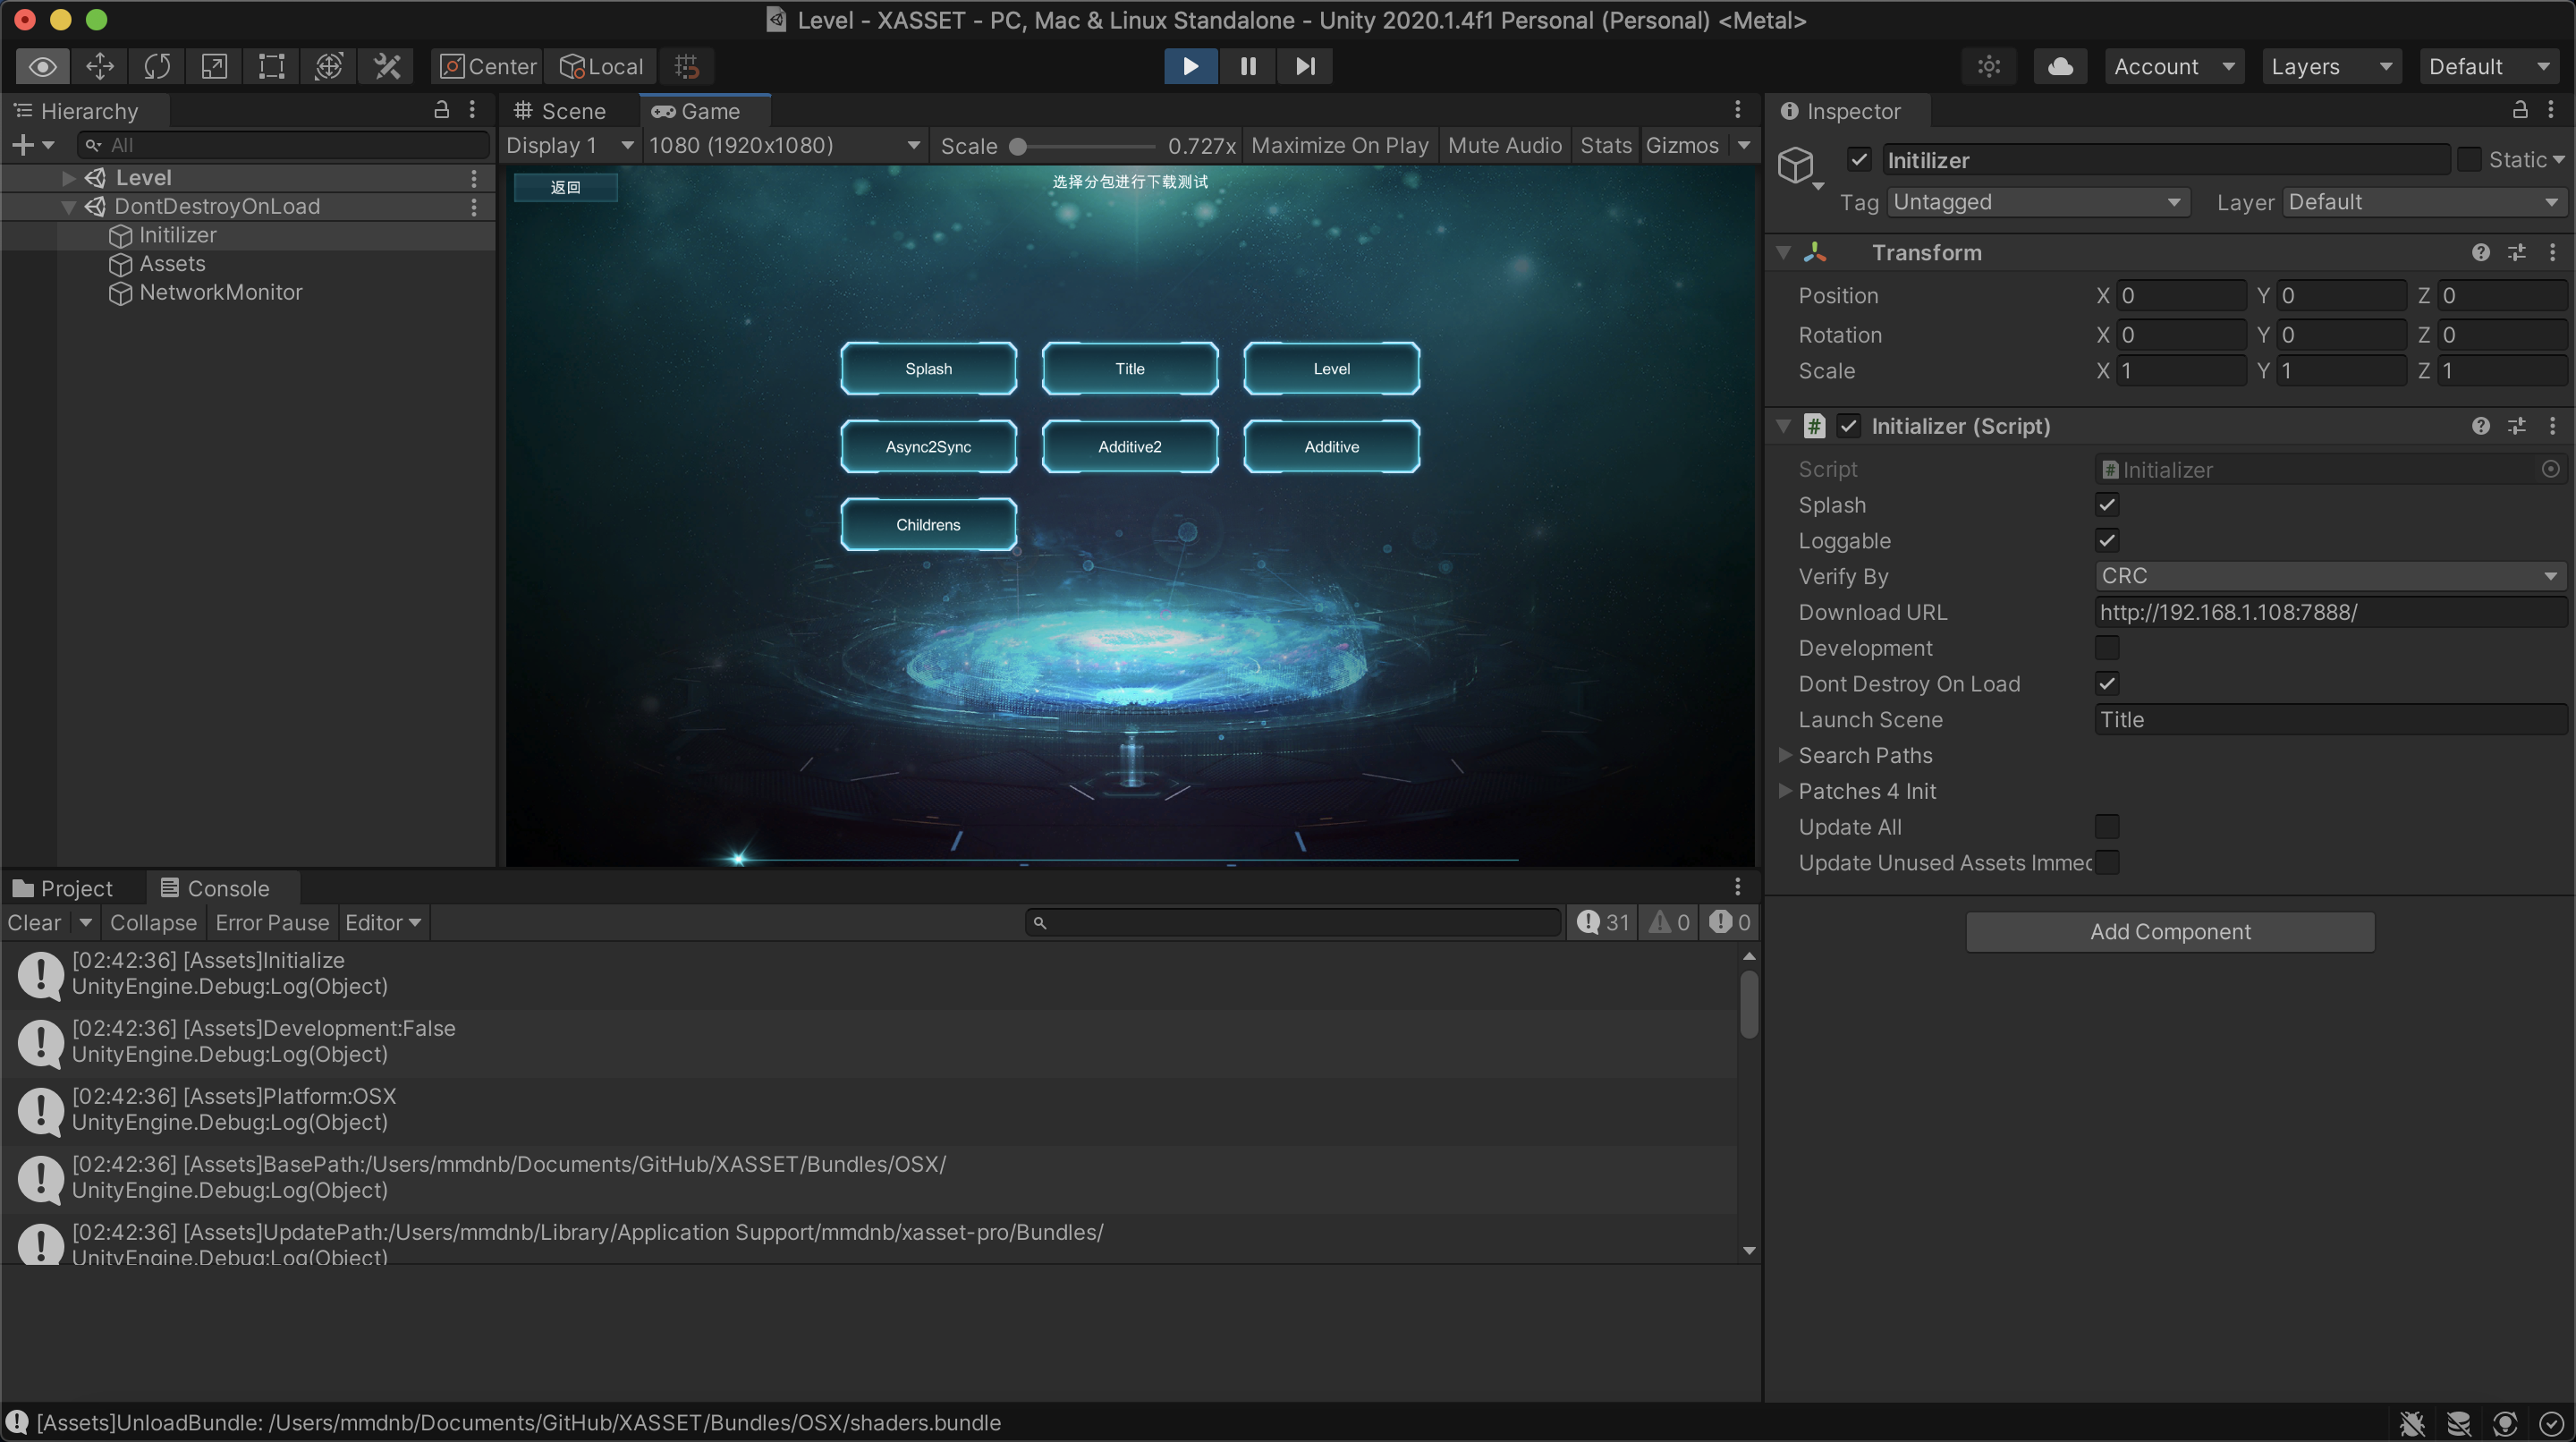 Level - XASSET - PC, Mac & Linux Standalone - Unity 2020.1.4f1 Personal (Personal) <Metal>
Center Local
Account Layers Default
Hierarchy
All
Level
DontDestroyOnLoad
Initilizer
Assets
NetworkMonitor
Scene Game
Display 1 1080 (1920x1080) Scale 0.727x Maximize On Play Mute Audio Stats Gizmos
返回
选择分包进行下载测试
Splash Title Level
Async2Sync Additive2 Additive
Childrens
Inspector
Initilizer Static
Tag Untagged Layer Default
Transform
Position X 0 Y 0 Z 0
Rotation X 0 Y 0 Z 0
Scale X 1 Y 1 Z 1
# Initializer (Script)
Script # Initializer
Splash
Loggable
Verify By CRC
Download URL http://192.168.1.108:7888/
Development
Dont Destroy On Load
Launch Scene Title
Search Paths
Patches 4 Init
Update All
Update Unused Assets Immec
Add Component
Project Console
Clear Collapse Error Pause Editor 31 0 0
[02:42:36] [Assets]Initialize
UnityEngine.Debug:Log(Object)
[02:42:36] [Assets]Development:False
UnityEngine.Debug:Log(Object)
[02:42:36] [Assets]Platform:OSX
UnityEngine.Debug:Log(Object)
[02:42:36] [Assets]BasePath:/Users/mmdnb/Documents/GitHub/XASSET/Bundles/OSX/
UnityEngine.Debug:Log(Object)
[02:42:36] [Assets]UpdatePath:/Users/mmdnb/Library/Application Support/mmdnb/xasset-pro/Bundles/
UnityEngine.Debug:Log(Object)
[Assets]UnloadBundle: /Users/mmdnb/Documents/GitHub/XASSET/Bundles/OSX/shaders.bundle